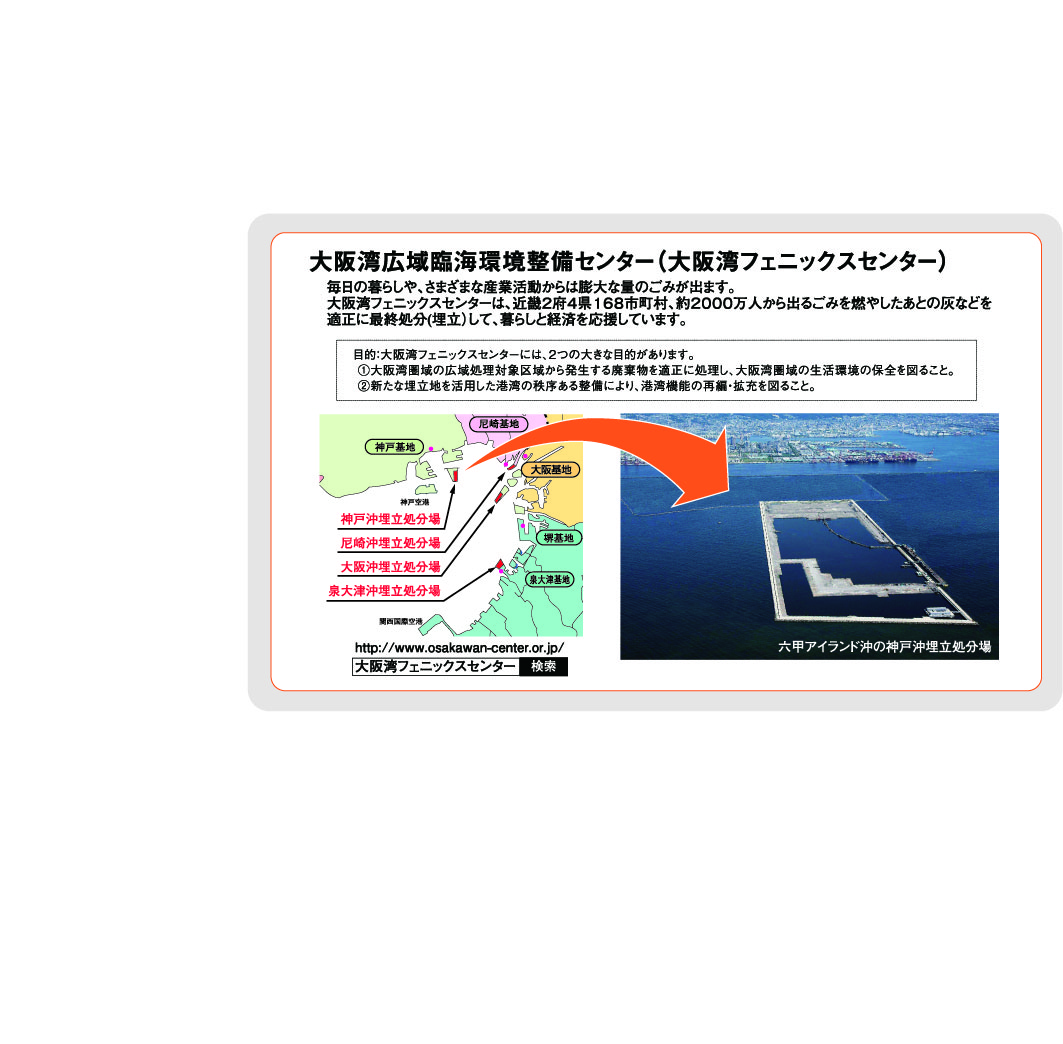 大阪湾広域臨海環境整備センター（大阪湾フェニックスセンター）
毎日の暮らしや、さまざまな産業活動からは膨大な量のごみが出ます。
大阪湾フェニックスセンターは、近畿2府4県168市町村、約2000万人から出るごみを燃やしたあとの灰などを
適正に最終処分(埋立）して、暮らしと経済を応援しています。
目的：大阪湾フェニックスセンターには、2つの大きな目的があります。
①大阪湾圏域の広域処理対象区域から発生する廃棄物を適正に処理し、大阪湾圏域の生活環境の保全を図ること。
②新たな埋立地を活用した港湾の秩序ある整備により、港湾機能の再編・拡充を図ること。
尼崎基地
神戸基地
大阪基地
神戸空港
神戸沖埋立処分場
尼崎沖埋立処分場
堺基地
大阪沖埋立処分場
泉大津基地
泉大津沖埋立処分場
関西国際空港
http://www.osakawan-center.or.jp/
大阪湾フェニックスセンター 検索
六甲アイランド沖の神戸沖埋立処分場